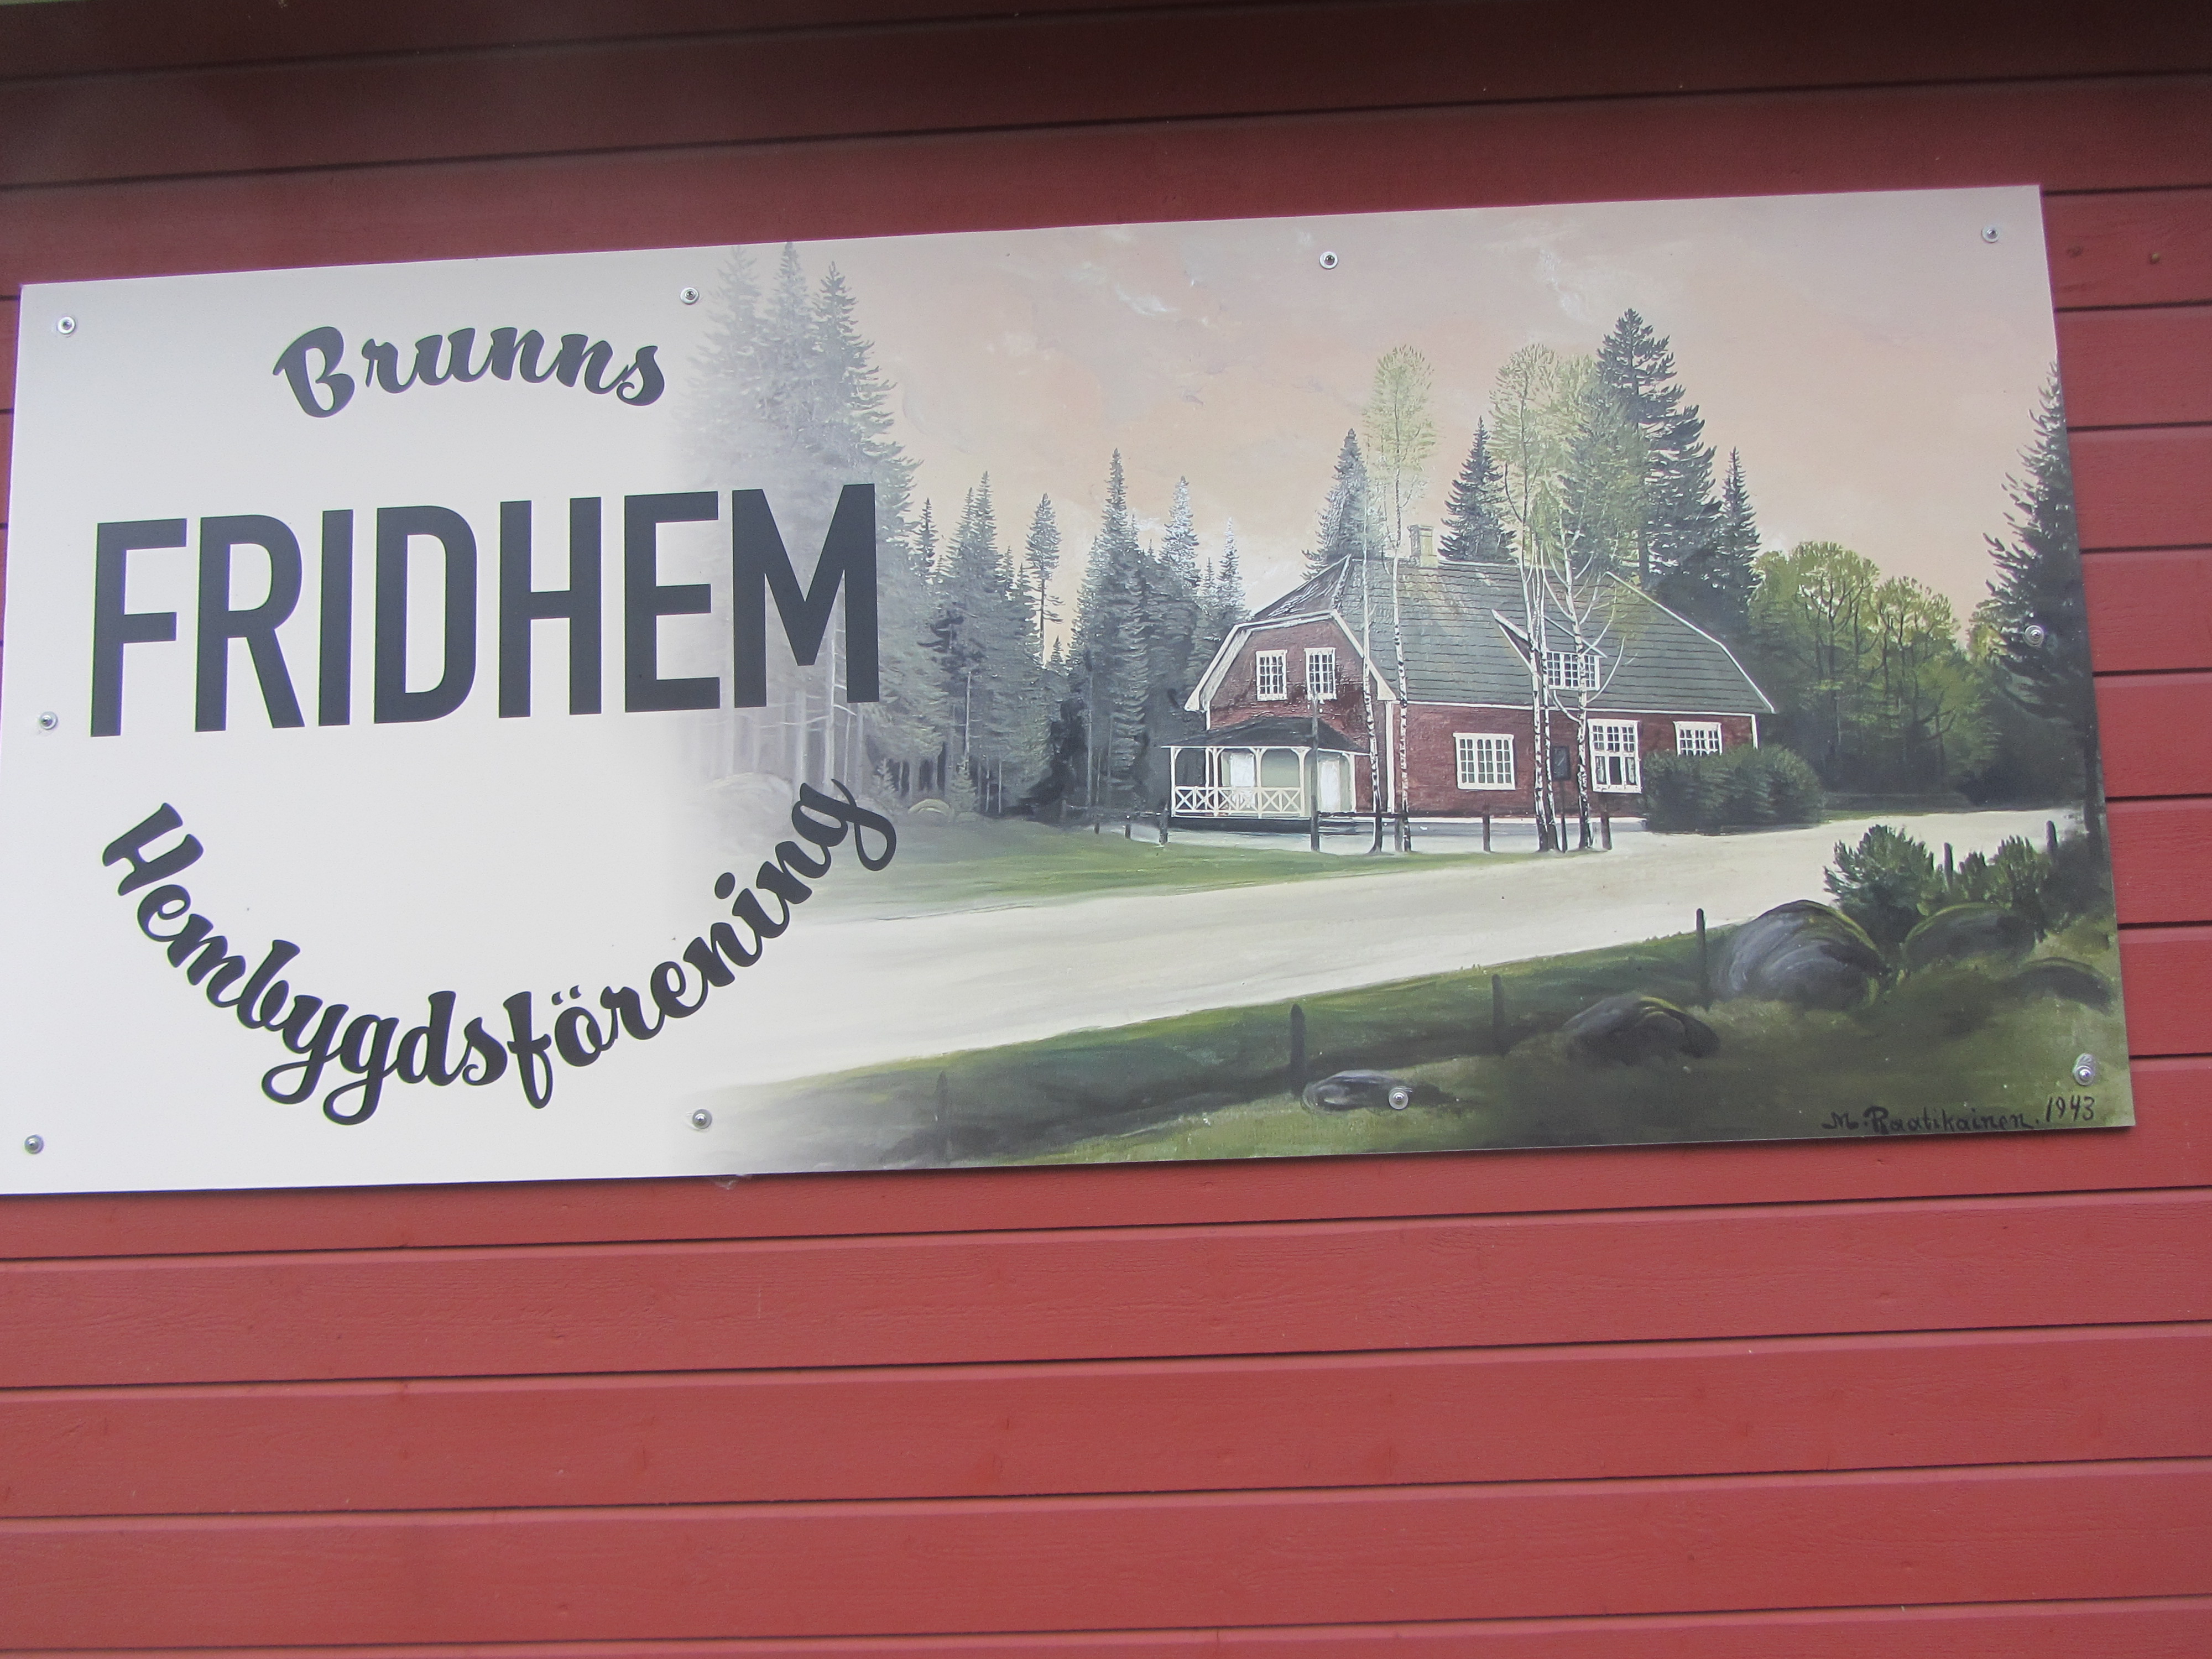 Brunns
FRIDHEM
Hembygdsförening
M. Raatikainen. 1943